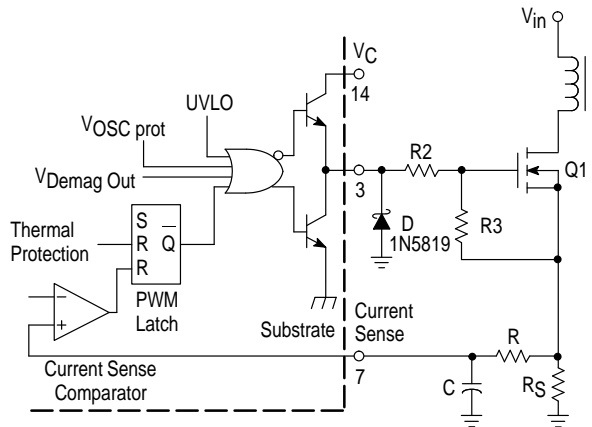 Vin
VC
14
UVLO
VOSC prot
VDemag Out
R2
Q1
3
Thermal
Protection
S
R
R
Q
D
1N5819
R3
PWM
Latch
Substrate
Current
Sense
−
+
Current Sense
Comparator
7
R
C
RS